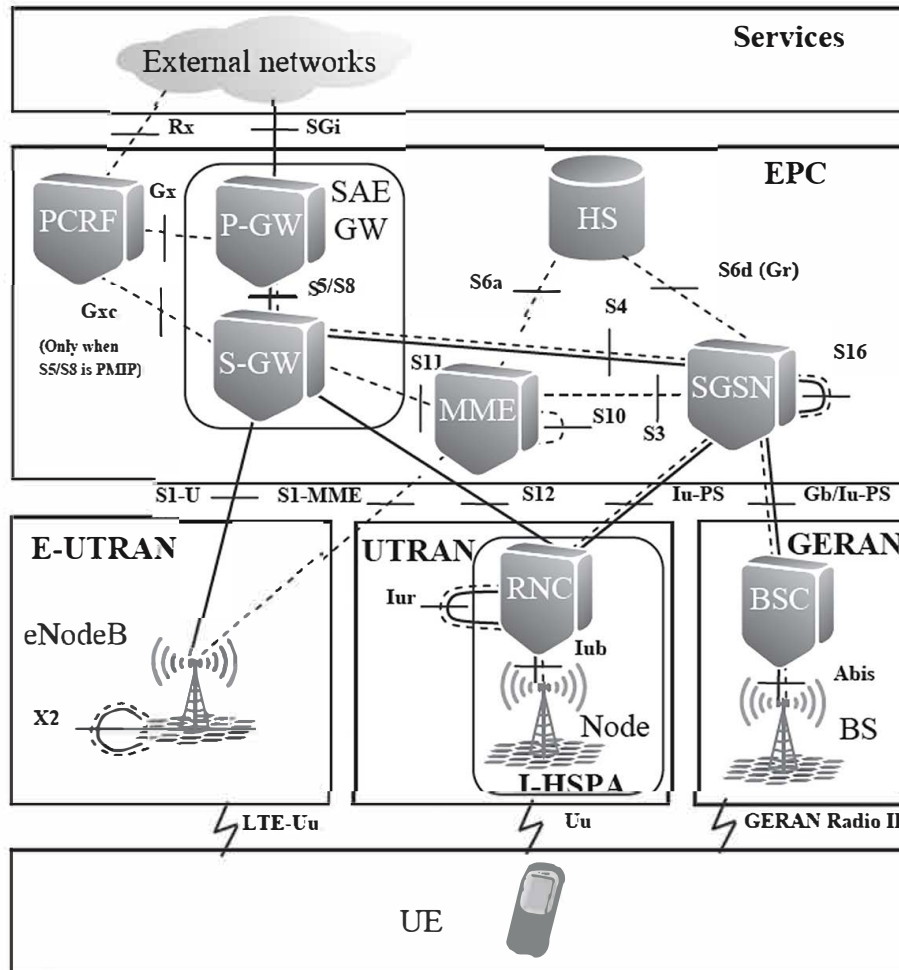 Services
External networks
Rx
SGi
EPC
SAE
GW
PCRF
Gx
P-GW
HS
S6a
S6d (Gr)
S5/S8
Gxc
S4
(Only when
S5/S8 is PMIP)
S-GW
S11
MME
S10
S3
SGSN
S16
S1-U
S1-MME
S12
Iu-PS
Gb/Iu-PS
E-UTRAN
UTRAN
GERAN
RNC
BSC
Iur
eNodeB
Iub
Abis
X2
Node
BS
I-HSPA
LTE-Uu
Uu
GERAN Radio I
UE